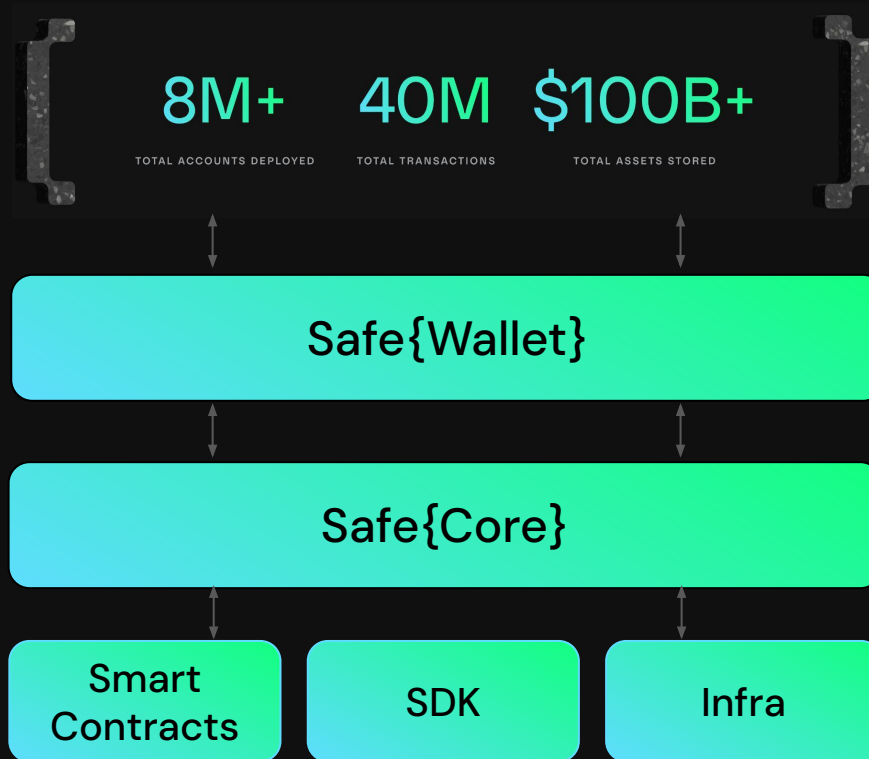 8M+ 40M $100B+
TOTAL ACCOUNTS DEPLOYED TOTAL TRANSACTIONS TOTAL ASSETS STORED
Safe{Wallet}
Safe{Core}
Smart
Contracts
SDK
Infra